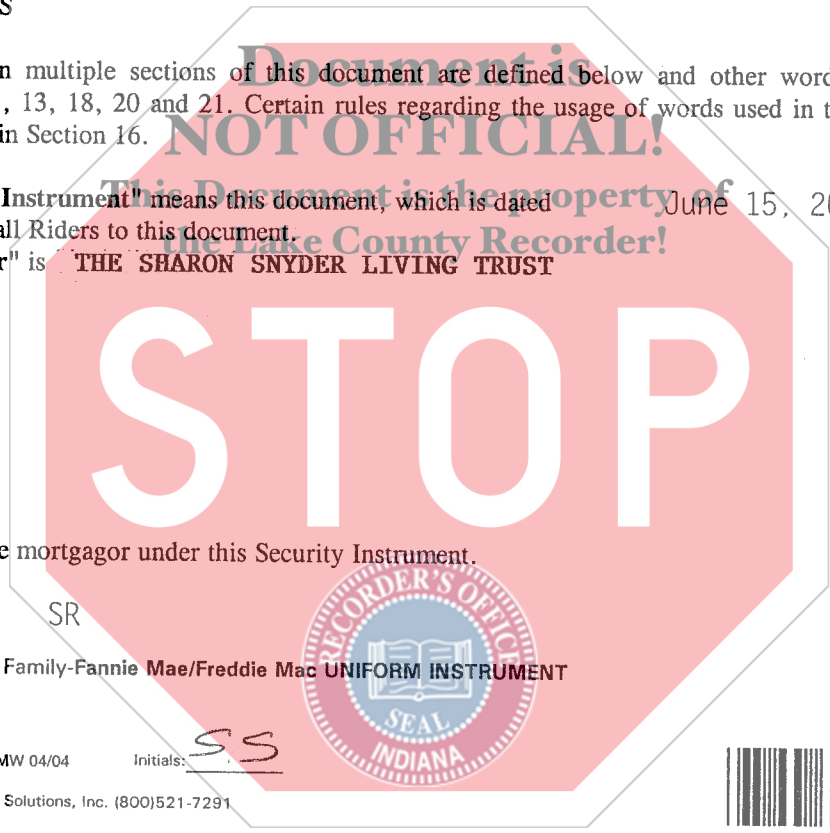 S
n multiple sections of this document are defined below and other word
, 13, 18, 20 and 21. Certain rules regarding the usage of words used in t
in Section 16.
Document is
NOT OFFICIAL!
This Document is the property of
the Lake County Recorder!
Instrument" means this document, which is dated June 15, 20
all Riders to this document.
r" is THE SHARON SNYDER LIVING TRUST
STOP
e mortgagor under this Security Instrument.
SR
RECORDER'S OFFICE
SEAL
INDIANA
Family-Fannie Mae/Freddie Mac UNIFORM INSTRUMENT
MW 04/04 Initials: SS
Solutions, Inc. (800)521-7291